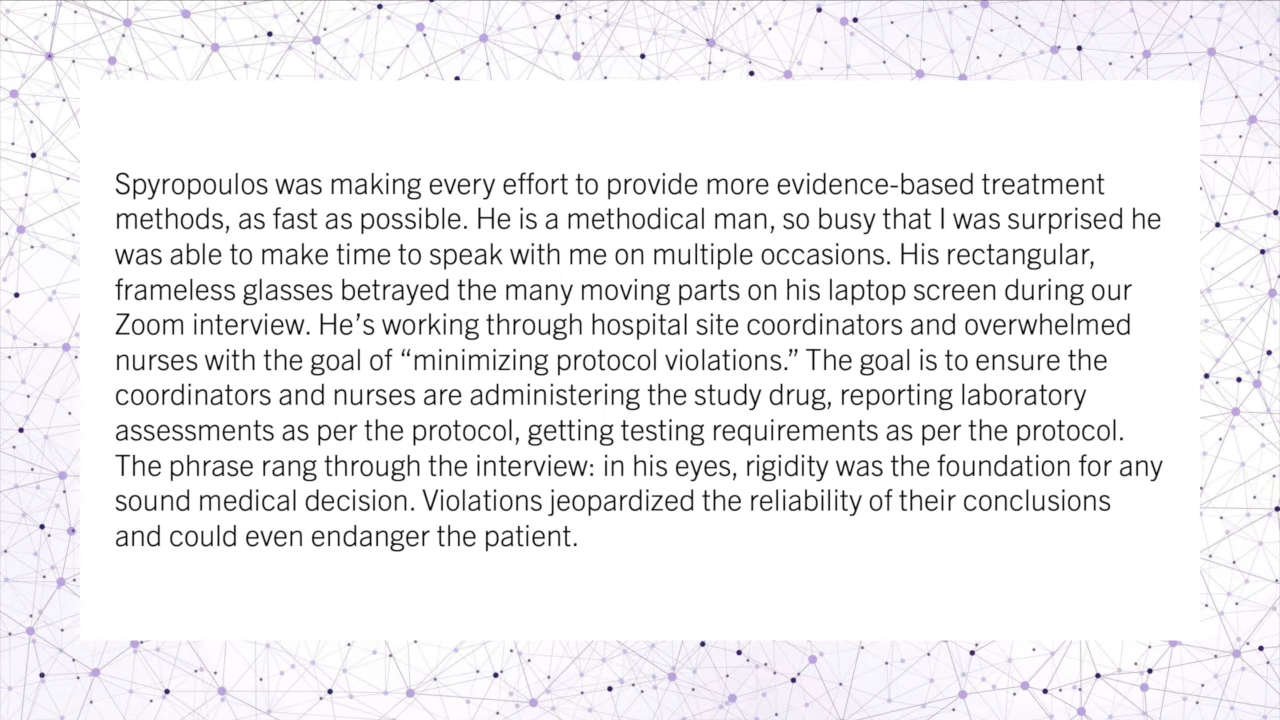 Spyropoulos was making every effort to provide more evidence-based treatment
methods, as fast as possible. He is a methodical man, so busy that I was surprised he
was able to make time to speak with me on multiple occasions. His rectangular,
frameless glasses betrayed the many moving parts on his laptop screen during our
Zoom interview. He’s working through hospital site coordinators and overwhelmed
nurses with the goal of “minimizing protocol violations.” The goal is to ensure the
coordinators and nurses are administering the study drug, reporting laboratory
assessments as per the protocol, getting testing requirements as per the protocol.
The phrase rang through the interview: in his eyes, rigidity was the foundation for any
sound medical decision. Violations jeopardized the reliability of their conclusions
and could even endanger the patient.